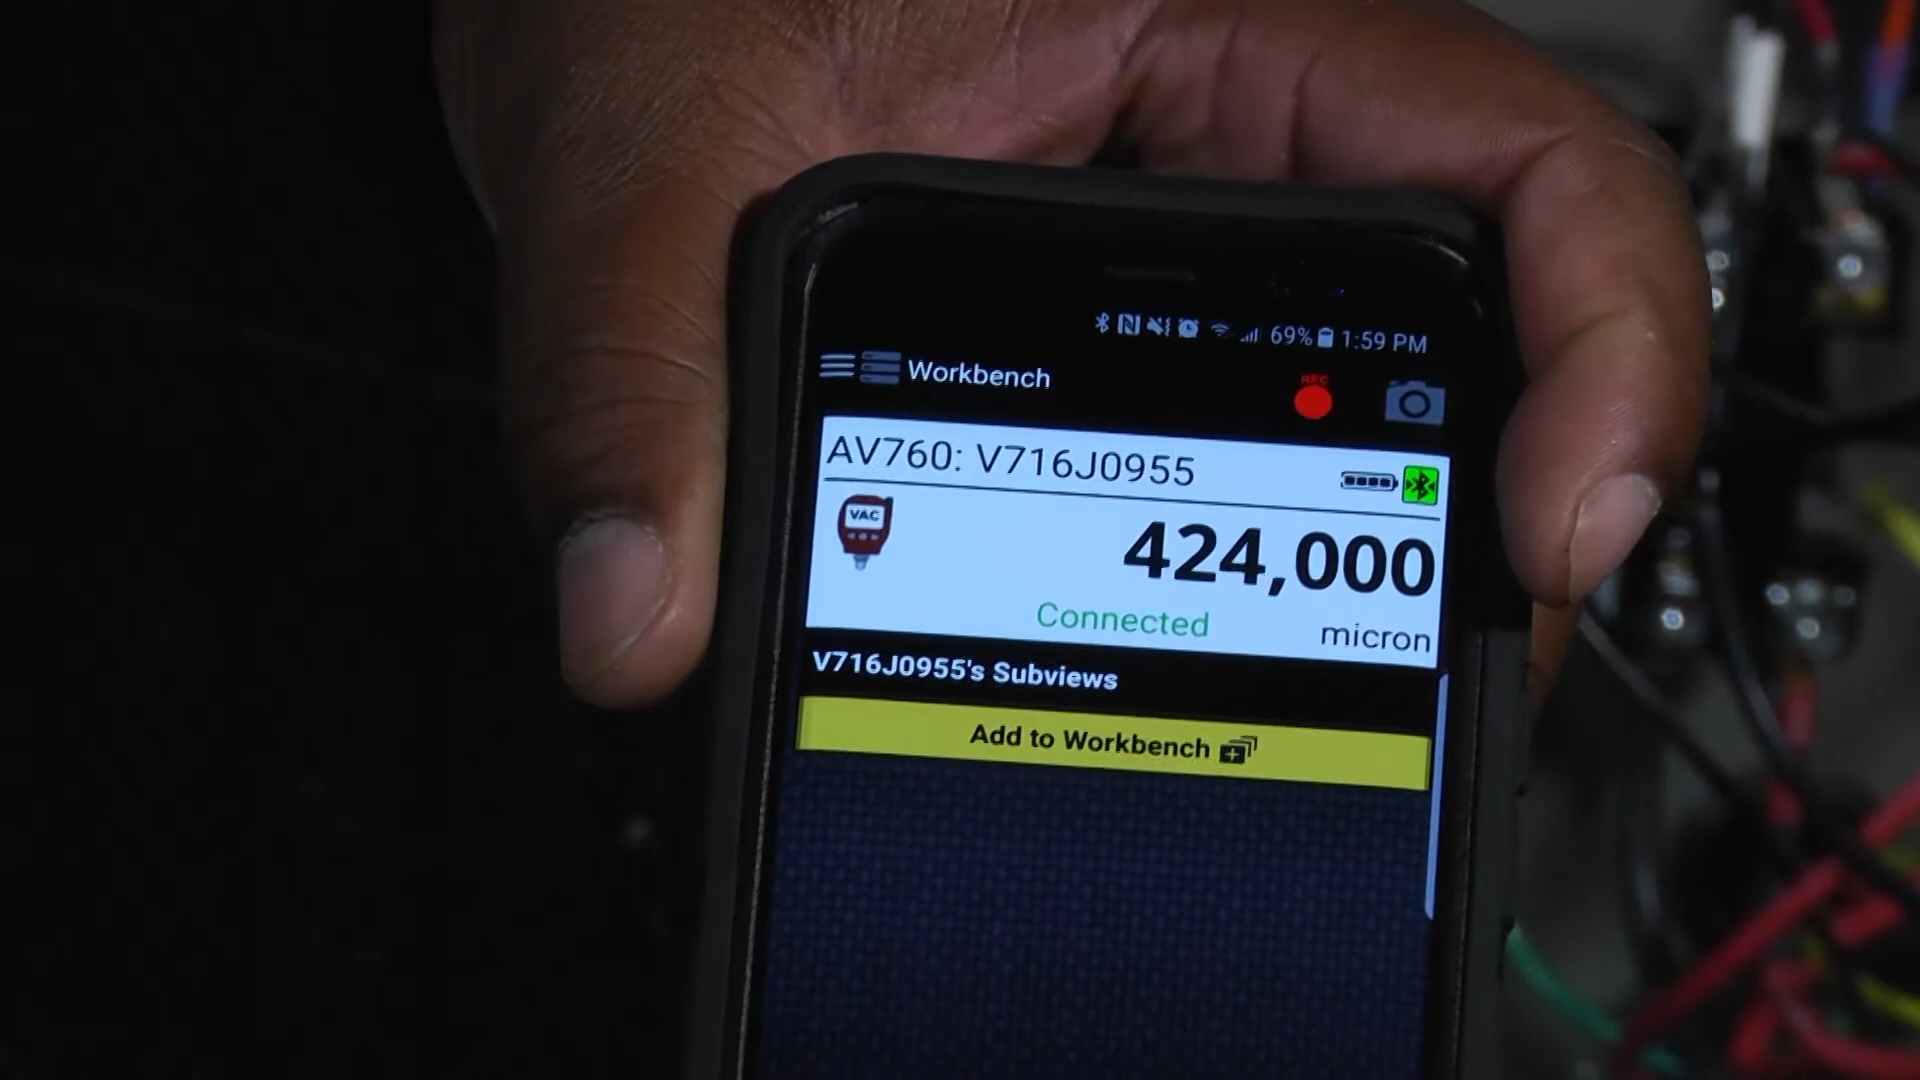 69% 1:59 PM
Workbench
REC
AV760: V716J0955
VAC
424,000
Connected
micron
V716J0955's Subviews
Add to Workbench